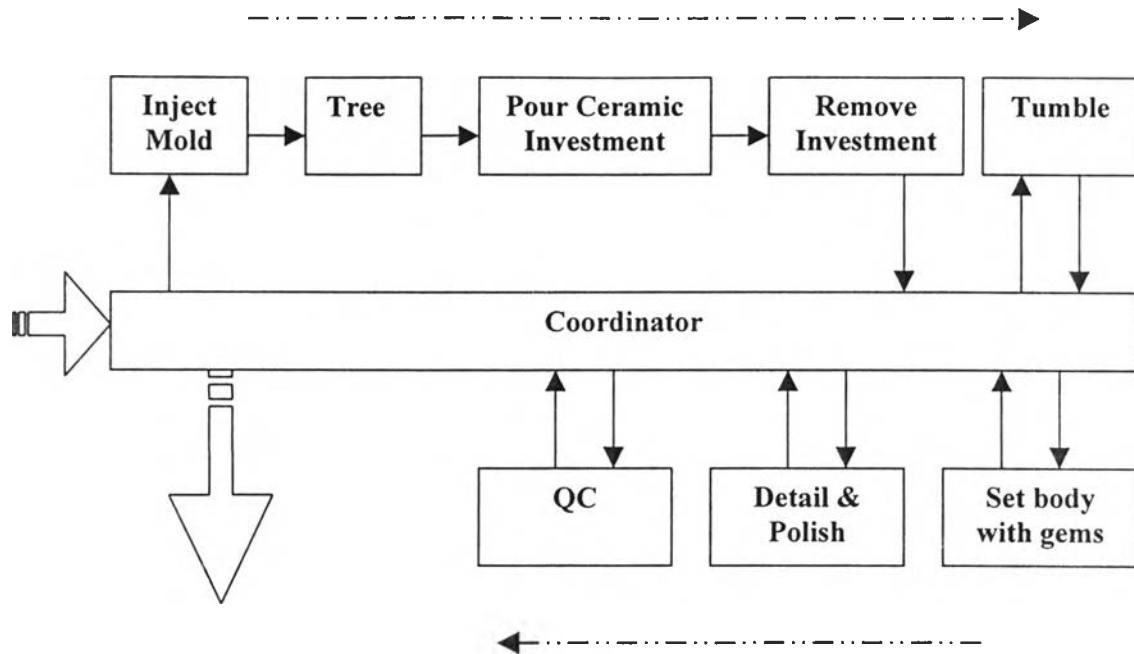 Inject
Mold
Tree
Pour Ceramic
Investment
Remove
Investment
Tumble
Coordinator
QC
Detail &
Polish
Set body
with gems